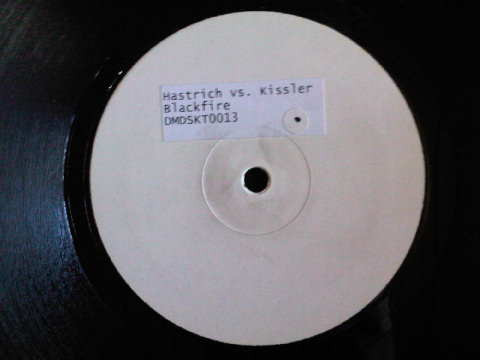 Hastrich vs. Kissler
Blackfire
DMDSKT0013